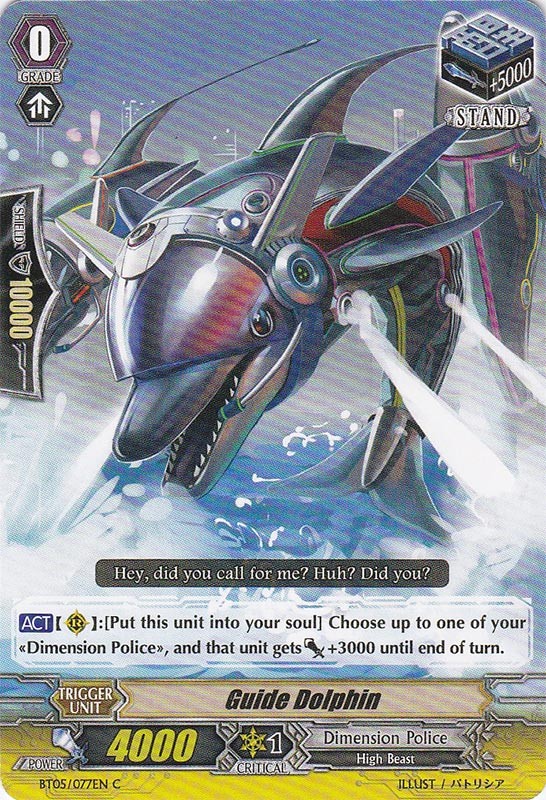 0
GRADE
+5000
STAND
SHIELD
10000
Hey, did you call for me? Huh? Did you?
ACT【R】:[Put this unit into your soul] Choose up to one of your
«Dimension Police», and that unit gets +3000 until end of turn.
TRIGGER
UNIT
Guide Dolphin
POWER
4000
1
CRITICAL
Dimension Police
High Beast
BT05/077EN C
ILLUST / パトリシア